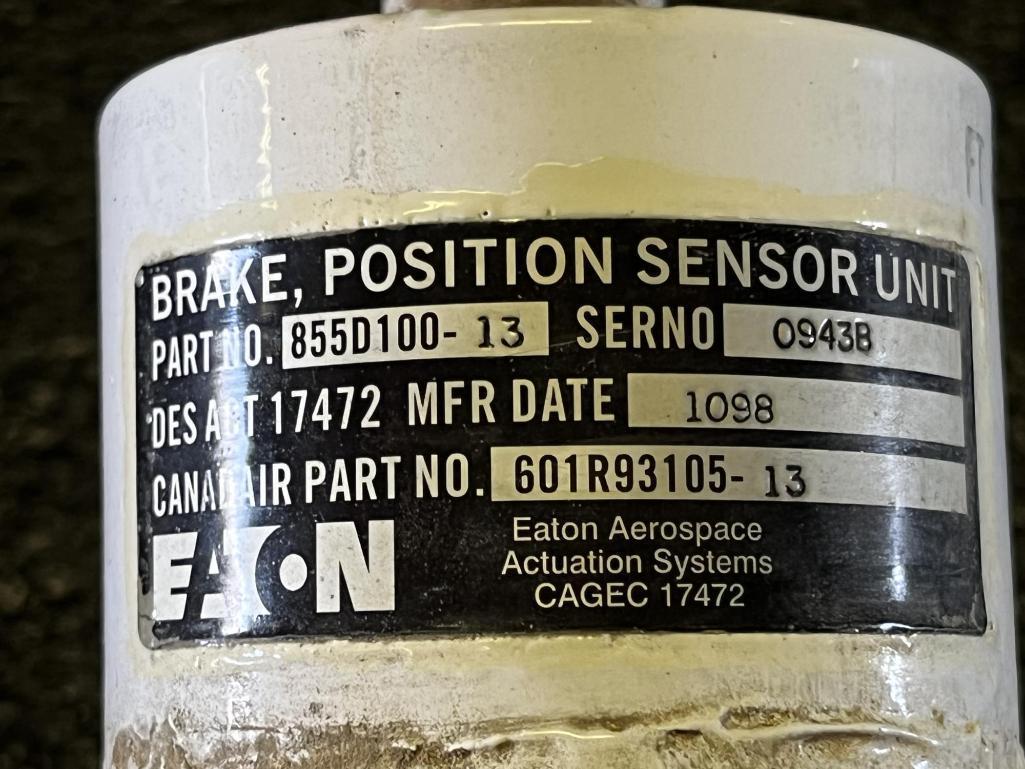 BRAKE, POSITION SENSOR UNIT
PART NO. 855D100- 13 SERNO 0943B
DES ACT 17472 MFR DATE 1098
CANADAIR PART NO. 601R93105- 13
EATON
Eaton Aerospace
Actuation Systems
CAGEC 17472